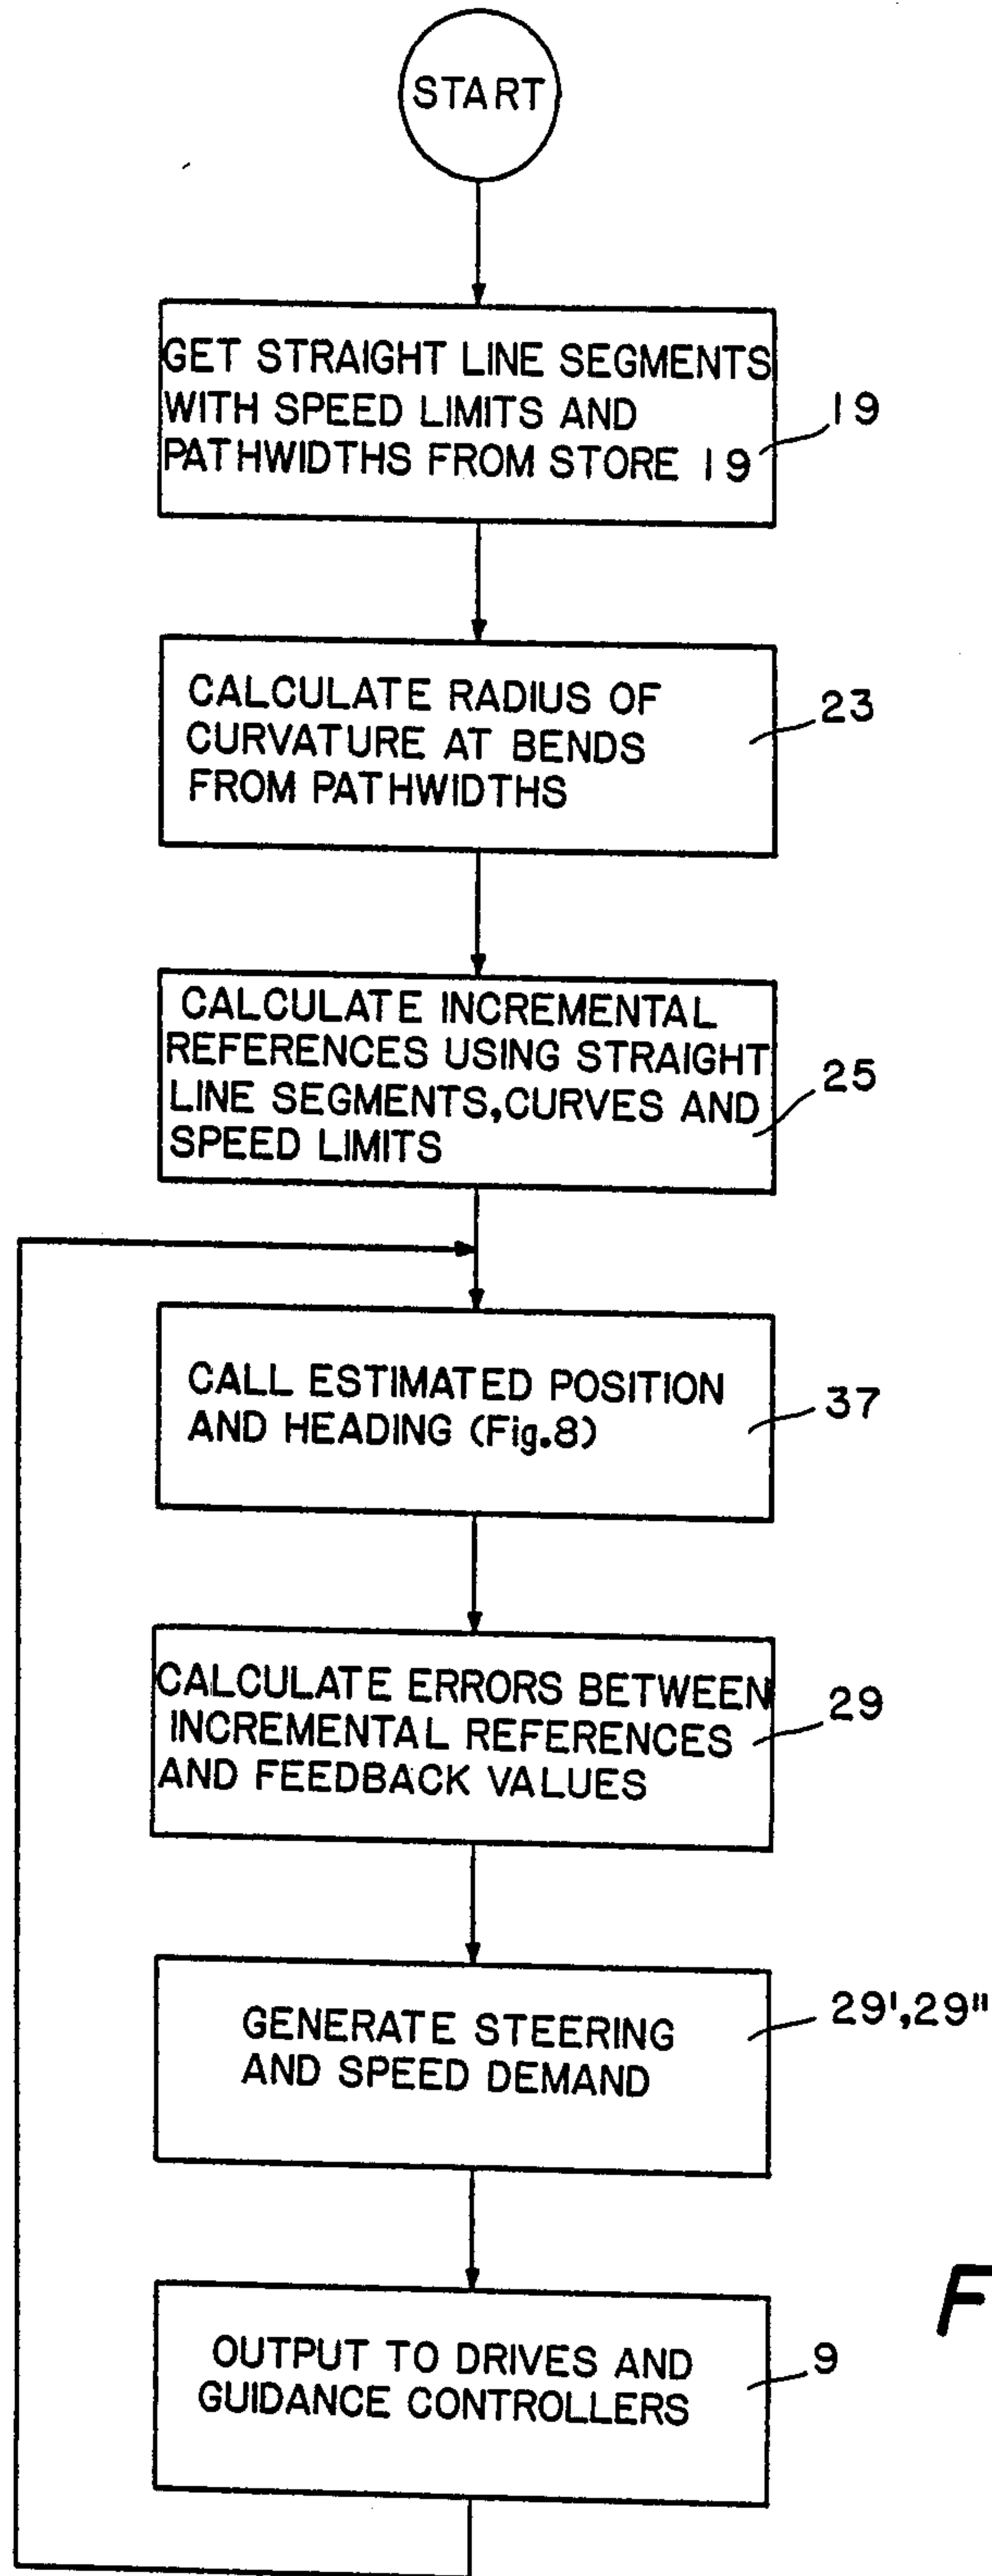 START
GET STRAIGHT LINE SEGMENTS
WITH SPEED LIMITS AND
PATHWIDTHS FROM STORE 19
19
CALCULATE RADIUS OF
CURVATURE AT BENDS
FROM PATHWIDTHS
23
CALCULATE INCREMENTAL
REFERENCES USING STRAIGHT
LINE SEGMENTS, CURVES AND
SPEED LIMITS
25
CALL ESTIMATED POSITION
AND HEADING (Fig.8)
37
CALCULATE ERRORS BETWEEN
INCREMENTAL REFERENCES
AND FEEDBACK VALUES
29
GENERATE STEERING
AND SPEED DEMAND
29',29"
OUTPUT TO DRIVES AND
GUIDANCE CONTROLLERS
9
F